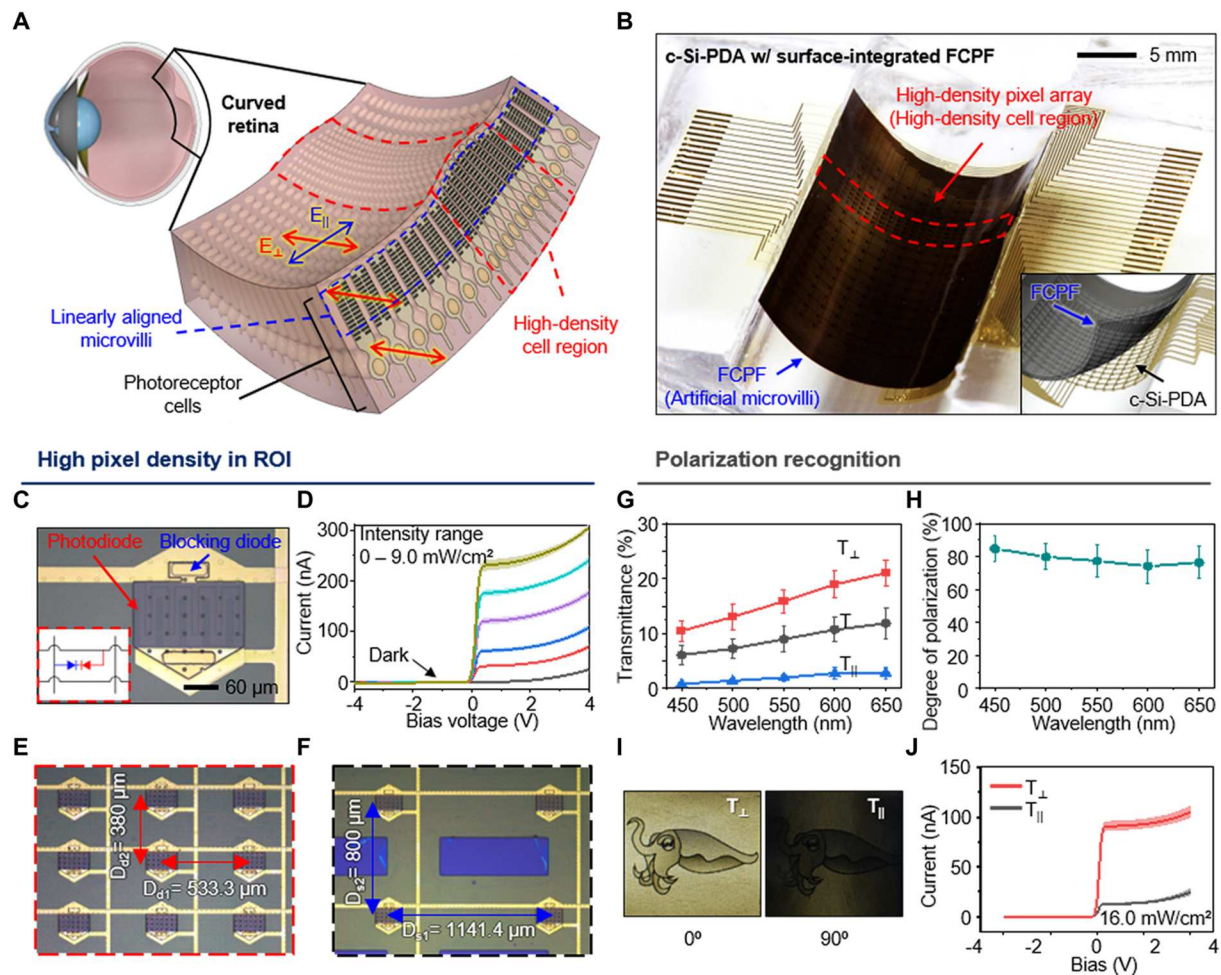 A
Curved
retina
E∥
E⊥
Linearly aligned
microvilli
Photoreceptor
cells
High-density
cell region
B
c-Si-PDA w/ surface-integrated FCPF
5 mm
High-density pixel array
(High-density cell region)
FCPF
(Artificial microvilli)
FCPF
c-Si-PDA
High pixel density in ROI
Polarization recognition
C
Photodiode
Blocking diode
60 µm
D
Intensity range
0 – 9.0 mW/cm²
Dark
Current (nA)
300
200
100
0
-4
-2
0
2
4
Bias voltage (V)
G
Transmittance (%)
30
20
10
0
T⊥
T
T∥
450 500 550 600 650
Wavelength (nm)
H
Degree of polarization (%)
100
80
60
40
20
0
450 500 550 600 650
Wavelength (nm)
E
Dd2= 380 µm
Dd1= 533.3 µm
F
Ds2= 800 µm
Ds1= 1141.4 µm
I
T⊥
T∥
0º
90º
J
Current (nA)
150
100
50
0
T⊥
T∥
16.0 mW/cm²
-4 -2 0 2 4
Bias (V)